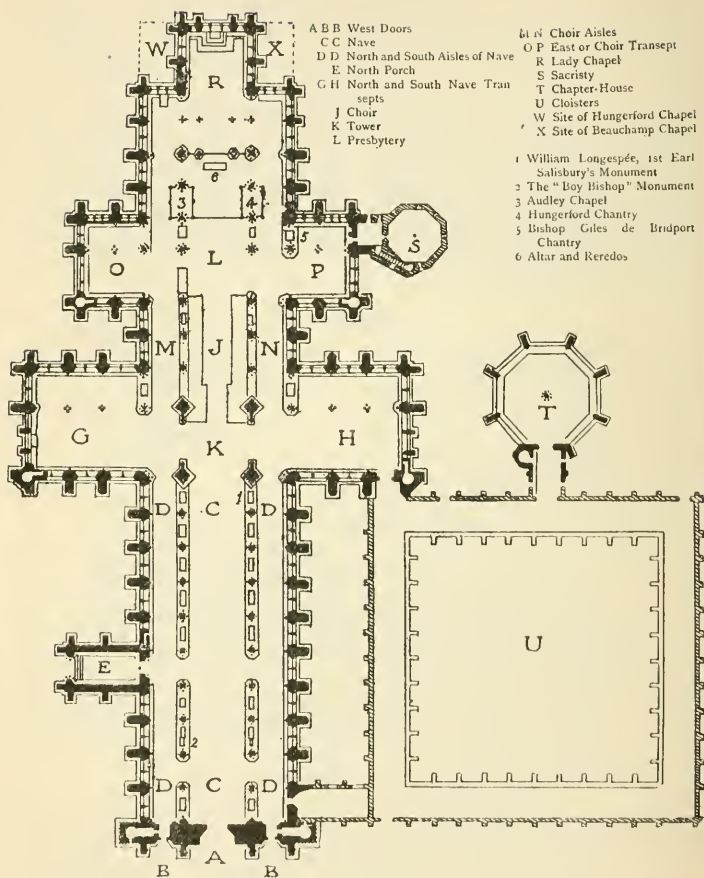 A B B West Doors
C C Nave
D D North and South Aisles of Nave
E North Porch
G H North and South Nave Tran
septs
J Choir
K Tower
L Presbytery
M N Choir Aisles
O P East or Choir Transept
R Lady Chapel
S Sacristy
T Chapter-House
U Cloisters
W Site of Hungerford Chapel
X Site of Beauchamp Chapel
1 William Longespée, 1st Earl
Salisbury's Monument
2 The "Boy Bishop" Monument
3 Audley Chapel
4 Hungerford Chantry
5 Bishop Giles de Bridport
Chantry
6 Altar and Reredos
W X
R
6
3 4
5
O L P S
M J N
T
G K H
1
D C D
U
E
2
D C D
A
B B